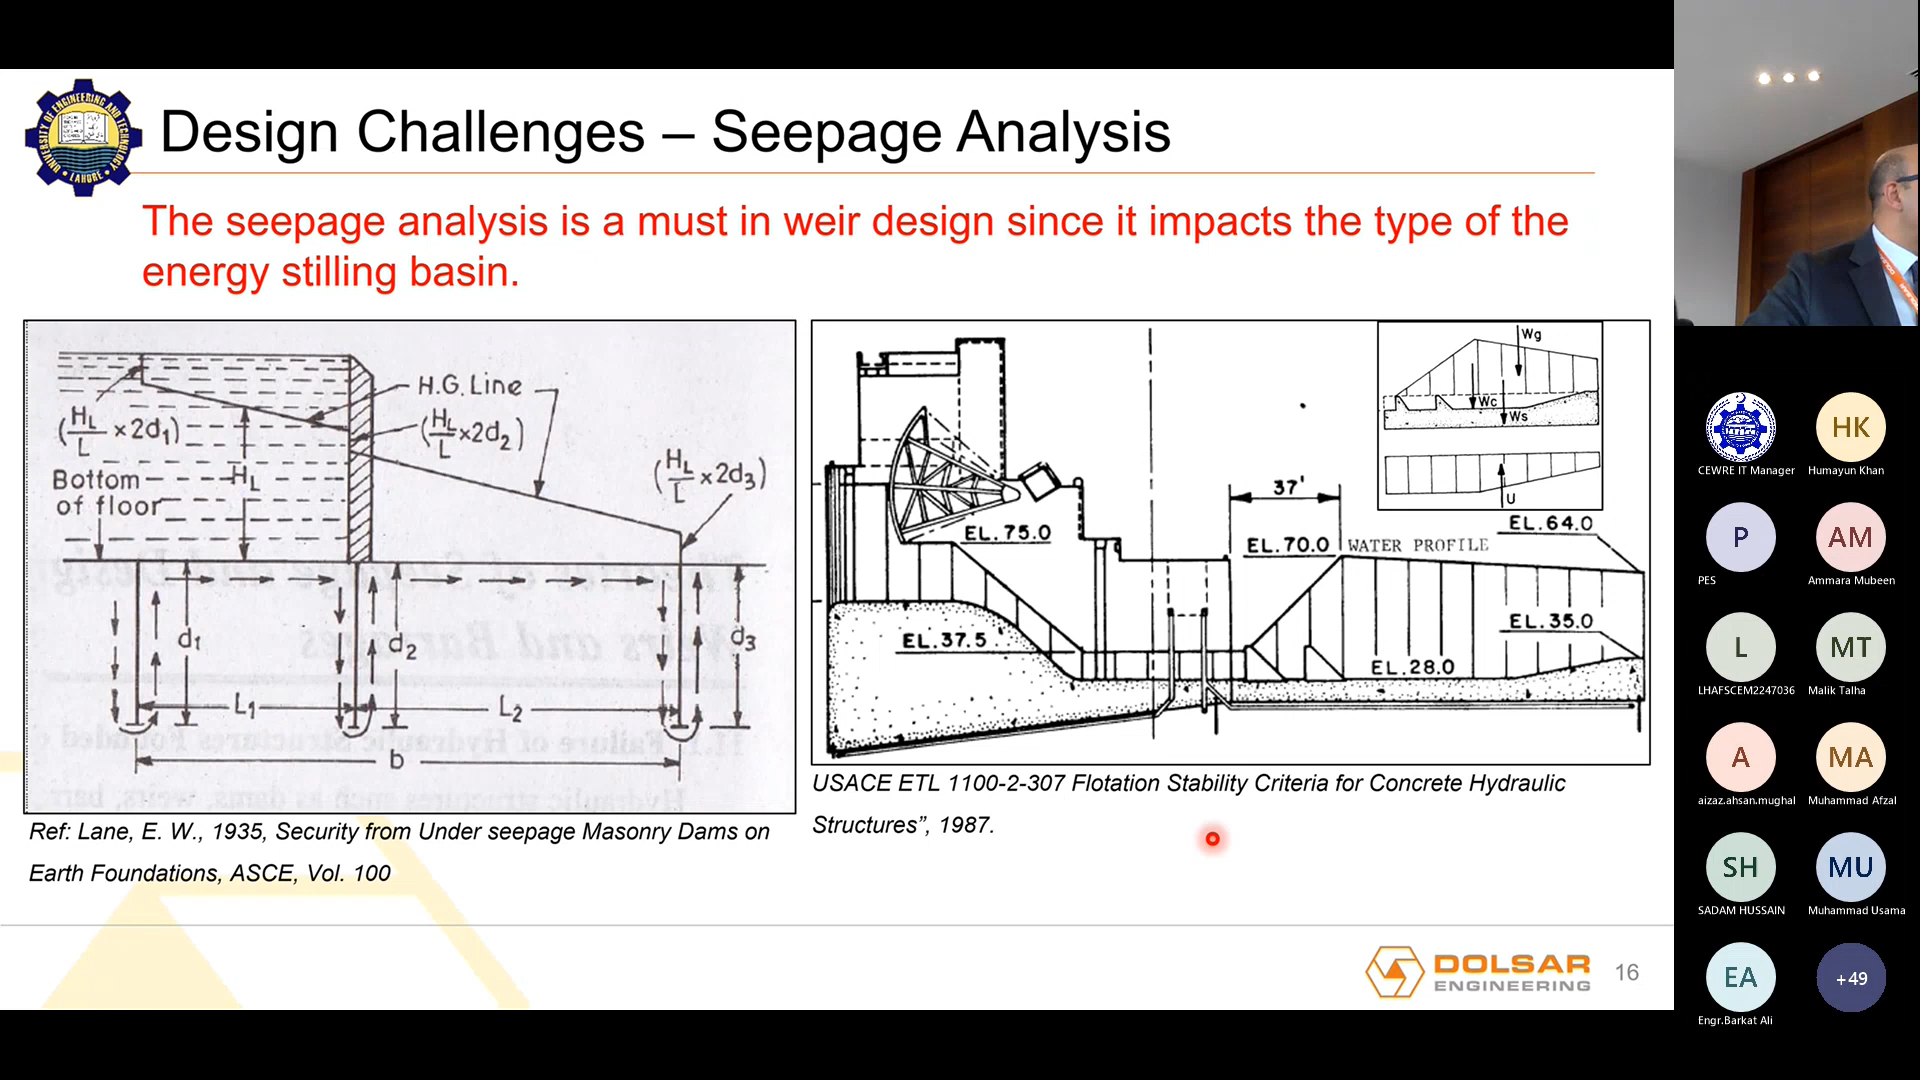 UNIVERSITY OF ENGINEERING AND TECHNOLOGY
• LAHORE •
Design Challenges – Seepage Analysis
The seepage analysis is a must in weir design since it impacts the type of the
energy stilling basin.
H.G. Line
(HL/L ×2d1)
(HL/L ×2d2)
(HL/L ×2d3)
Bottom
of floor
HL
d1
d2
d3
L1
L2
b
Ref: Lane, E. W., 1935, Security from Under seepage Masonry Dams on
Earth Foundations, ASCE, Vol. 100
Wg
Wc
Ws
U
37'
EL.75.0
EL.70.0 WATER PROFILE
EL.64.0
EL.37.5
EL.35.0
EL.28.0
USACE ETL 1100-2-307 Flotation Stability Criteria for Concrete Hydraulic
Structures”, 1987.
DOLSAR
ENGINEERING
16
CEWRE IT Manager
HK
Humayun Khan
P
PES
AM
Ammara Mubeen
L
LHAFSCEM2247036
MT
Malik Talha
A
aizaz.ahsan.mughal
MA
Muhammad Afzal
SH
SADAM HUSSAIN
MU
Muhammad Usama
EA
Engr.Barkat Ali
+49